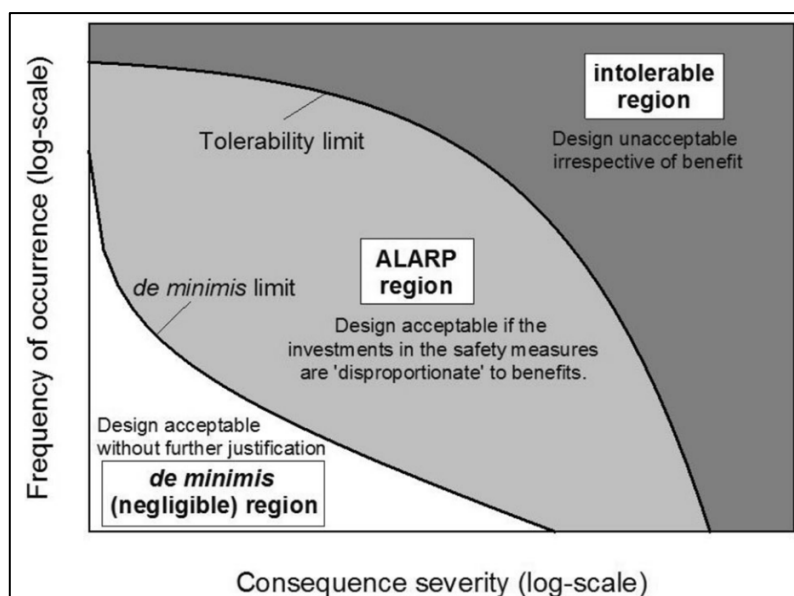 Frequency of occurrence (log-scale)
intolerable
region
Design unacceptable
irrespective of benefit
Tolerability limit
ALARP
region
Design acceptable if the
investments in the safety measures
are 'disproportionate' to benefits.
de minimis limit
Design acceptable
without further justification
de minimis
(negligible) region
Consequence severity (log-scale)